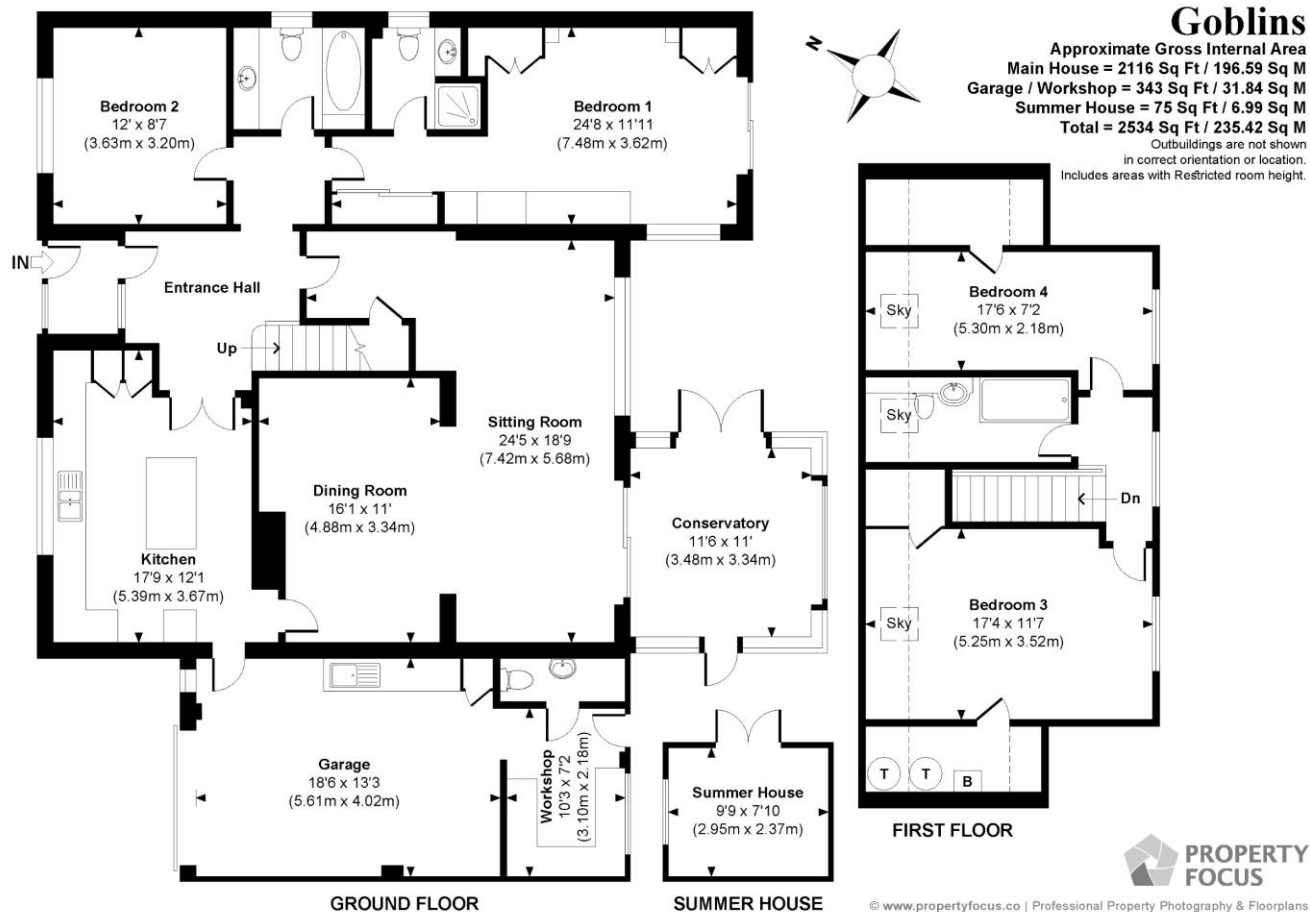 Goblins
Approximate Gross Internal Area
Main House = 2116 Sq Ft / 196.59 Sq M
Garage / Workshop = 343 Sq Ft / 31.84 Sq M
Summer House = 75 Sq Ft / 6.99 Sq M
Total = 2534 Sq Ft / 235.42 Sq M
Outbuildings are not shown
in correct orientation or location.
Includes areas with Restricted room height.
N
Bedroom 2
12' x 8'7
(3.63m x 3.20m)
Bedroom 1
24'8 x 11'11
(7.48m x 3.62m)
IN
Entrance Hall
Up
Sitting Room
24'5 x 18'9
(7.42m x 5.68m)
Dining Room
16'1 x 11'
(4.88m x 3.34m)
Kitchen
17'9 x 12'1
(5.39m x 3.67m)
Conservatory
11'6 x 11'
(3.48m x 3.34m)
Garage
18'6 x 13'3
(5.61m x 4.02m)
Workshop
10'3 x 7'2
(3.10m x 2.18m)
GROUND FLOOR
Summer House
9'9 x 7'10
(2.95m x 2.37m)
SUMMER HOUSE
Bedroom 4
17'6 x 7'2
(5.30m x 2.18m)
Sky
Sky
Dn
Bedroom 3
17'4 x 11'7
(5.25m x 3.52m)
Sky
T
T
B
FIRST FLOOR
PROPERTY
FOCUS
© www.propertyfocus.co | Professional Property Photography & Floorplans